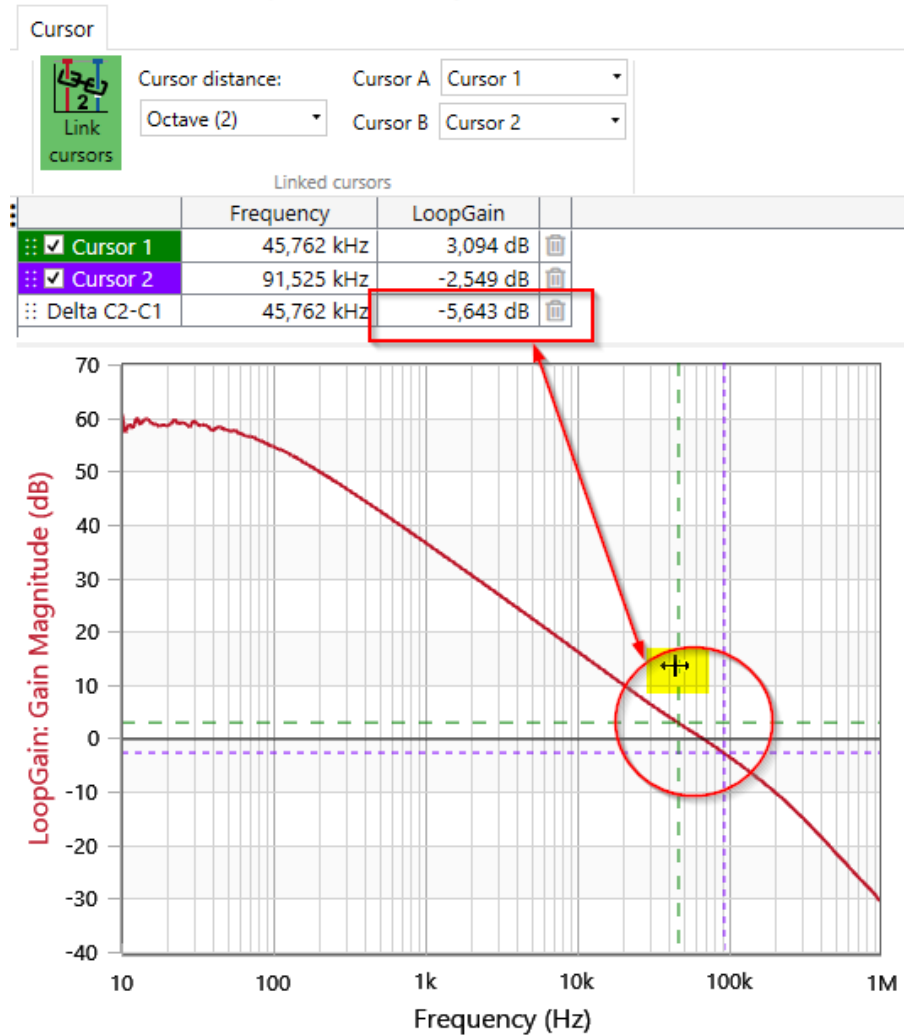 Cursor
2
Link
cursors
Cursor distance:
Octave (2)
Cursor A
Cursor 1
Cursor B
Cursor 2
Linked cursors
Frequency LoopGain
Cursor 1 45,762 kHz 3,094 dB
Cursor 2 91,525 kHz -2,549 dB
Delta C2-C1 45,762 kHz -5,643 dB
LoopGain: Gain Magnitude (dB)
70
60
50
40
30
20
10
0
-10
-20
-30
-40
10 100 1k 10k 100k 1M
Frequency (Hz)